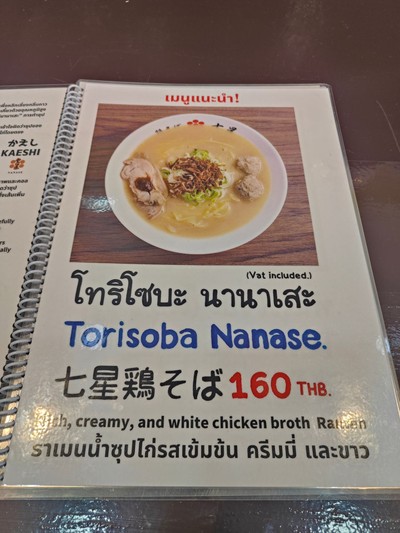 かえし
KAESHI
เมนูแนะนำ!
(Vat included.)
โทริโซบะ นานาเสะ
Torisoba Nanase.
七星鶏そば 160 THB.
creamy, and white chicken broth Ramen
ราเมนน้ำซุปไก่รสเข้มข้น ครีมมี่ และขาว